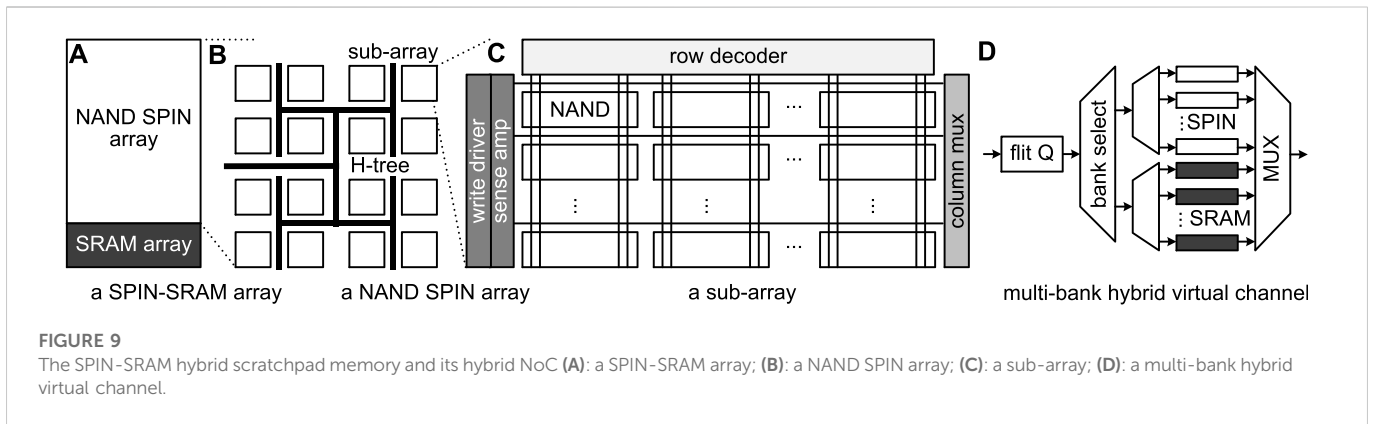 A
NAND SPIN
array
SRAM array
a SPIN-SRAM array
B
sub-array
H-tree
a NAND SPIN array
C
row decoder
write driver
sense amp
NAND
...
...
...
...
...
...
column mux
a sub-array
D
flit Q
bank select
...SPIN
...SRAM
MUX
multi-bank hybrid virtual channel
FIGURE 9
The SPIN-SRAM hybrid scratchpad memory and its hybrid NoC (A): a SPIN-SRAM array; (B): a NAND SPIN array; (C): a sub-array; (D): a multi-bank hybrid
virtual channel.